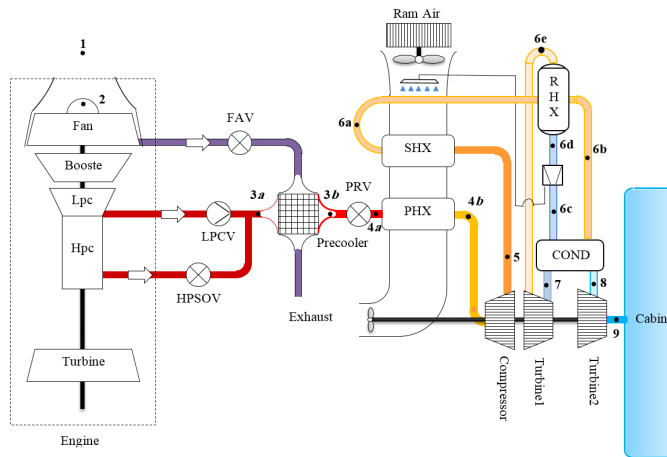 Ram Air
1
6e
2
Fan
FAV
R
H
X
6a
SHX
6d
6b
Booste
Lpc
3a
3b
PRV
4b
PHX
6c
LPCV
Precooler
4a
Hpc
COND
5
7
8
HPSOV
Exhaust
9
Cabin
Turbine
Compressor
Turbine1
Turbine2
Engine